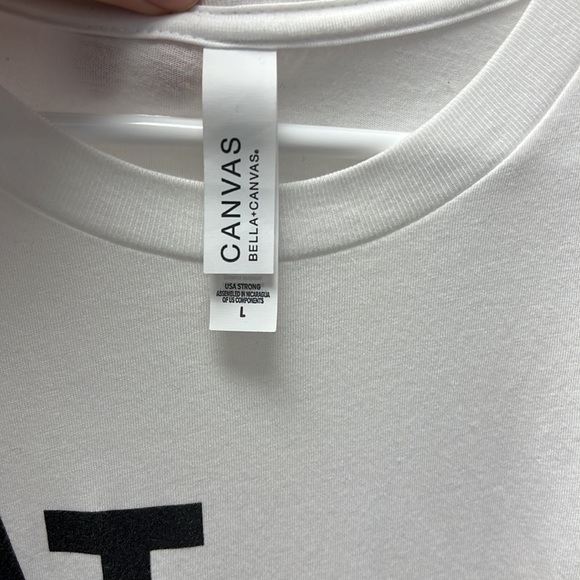 CANVAS
BELLA+CANVAS®
USA STRONG
ASSEMBLED IN NICARAGUA
OF US COMPONENTS
L
T